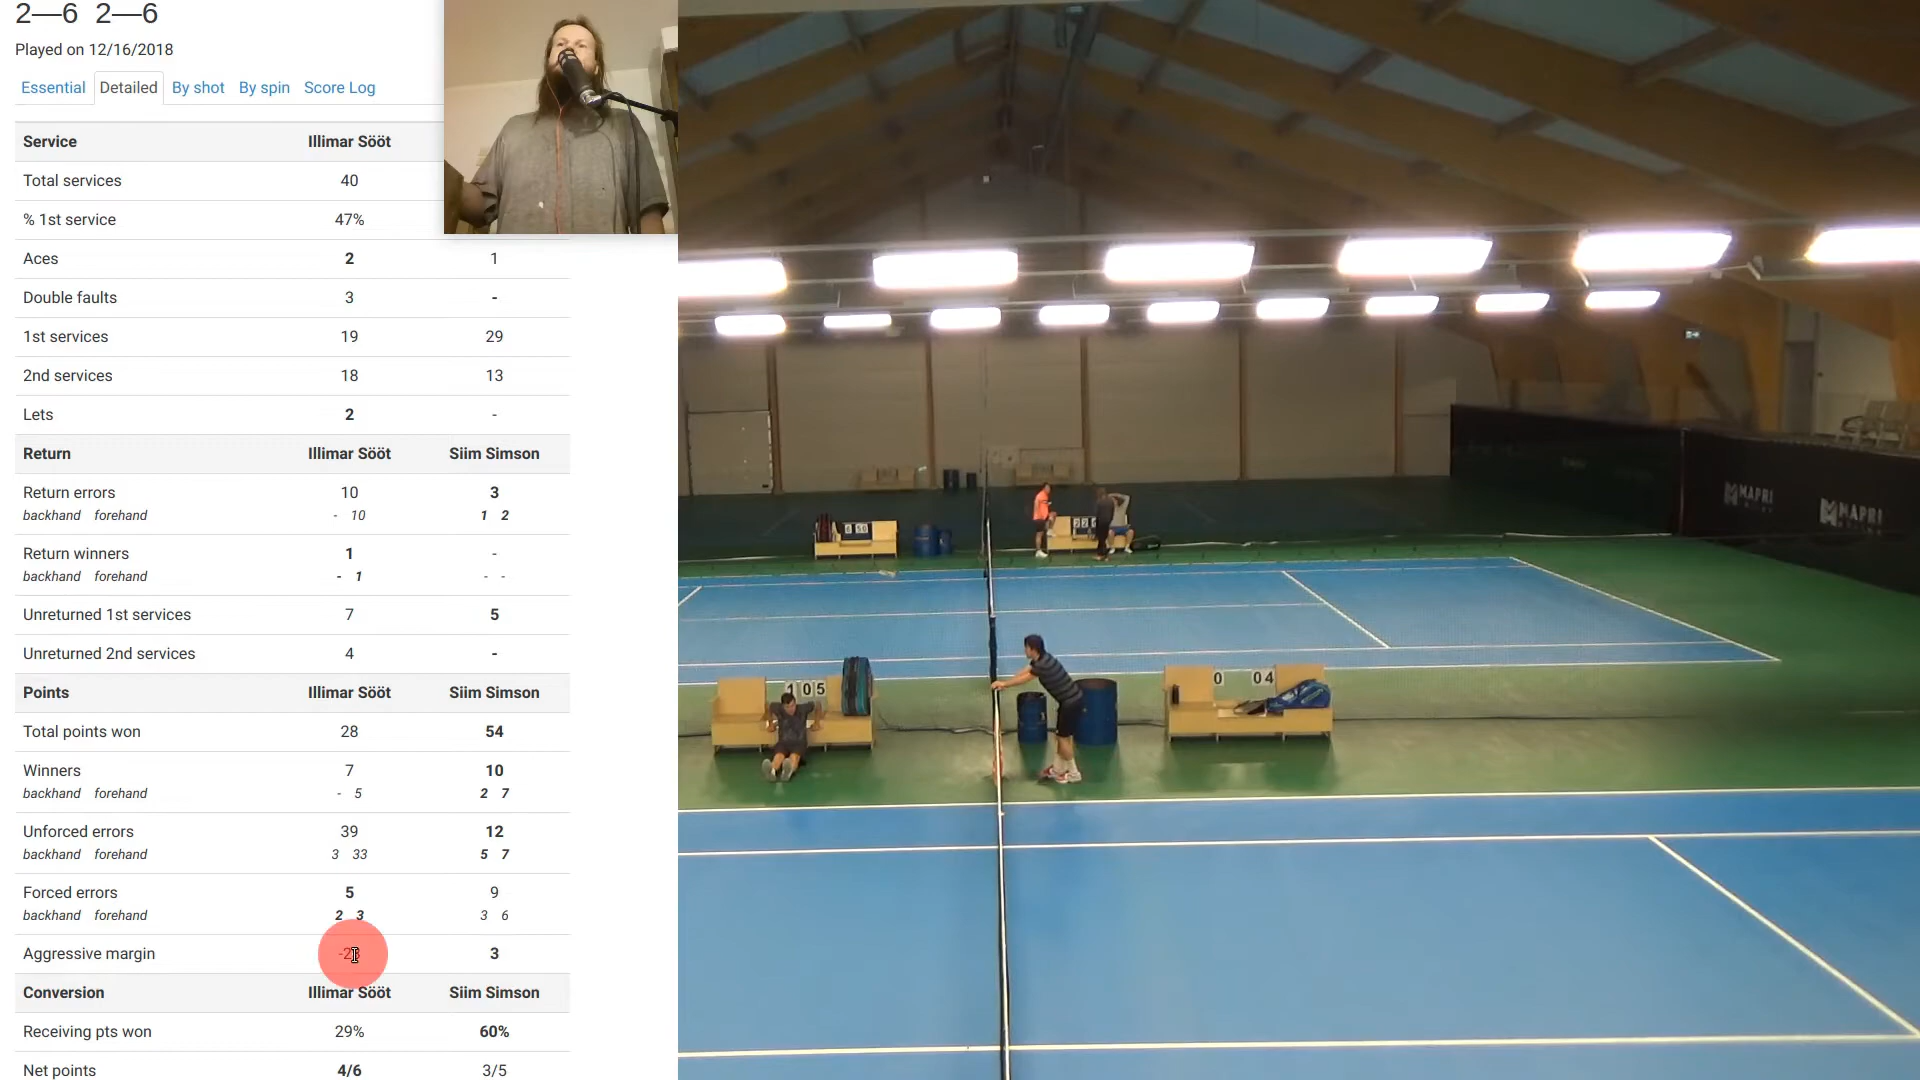 2—6 2—6
Played on 12/16/2018
Essential Detailed By shot By spin Score Log
Service Illimar Sööt
Total services 40
% 1st service 47%
Aces 2 1
Double faults 3 -
1st services 19 29
2nd services 18 13
Lets 2 -
Return Illimar Sööt Siim Simson
Return errors 10 3
backhand forehand - 10 1 2
Return winners 1 -
backhand forehand - 1 - -
Unreturned 1st services 7 5
Unreturned 2nd services 4 -
Points Illimar Sööt Siim Simson
Total points won 28 54
Winners 7 10
backhand forehand - 5 2 7
Unforced errors 39 12
backhand forehand 3 33 5 7
Forced errors 5 9
backhand forehand 2 3 3 6
Aggressive margin 3
Conversion Illimar Sööt Siim Simson
Receiving pts won 29% 60%
Net points 4/6 3/5
MAPRI
MAPRI
1 05
0 04